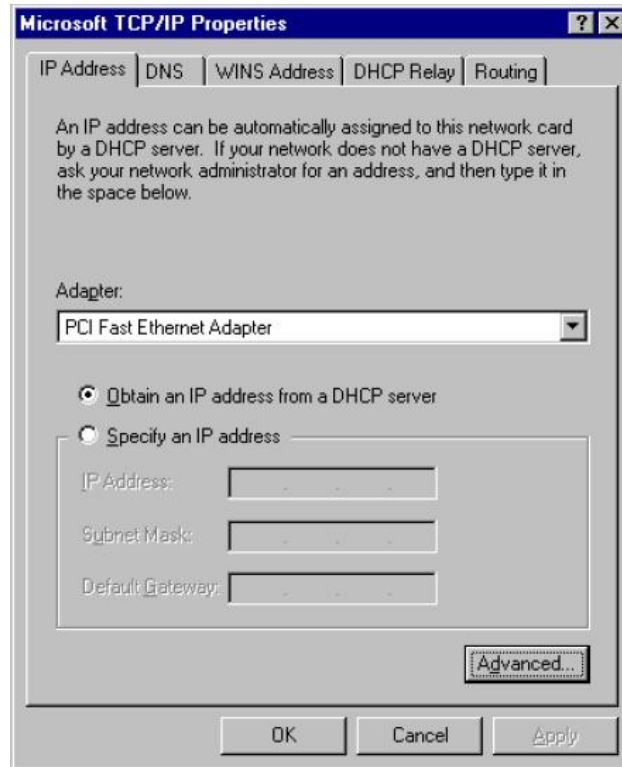 Microsoft TCP/IP Properties
IP Address DNS WINS Address DHCP Relay Routing
An IP address can be automatically assigned to this network card
by a DHCP server. If your network does not have a DHCP server,
ask your network administrator for an address, and then type it in
the space below.
Adapter:
PCI Fast Ethernet Adapter
Obtain an IP address from a DHCP server
Specify an IP address
IP Address:
Subnet Mask:
Default Gateway:
Advanced...
OK Cancel Apply